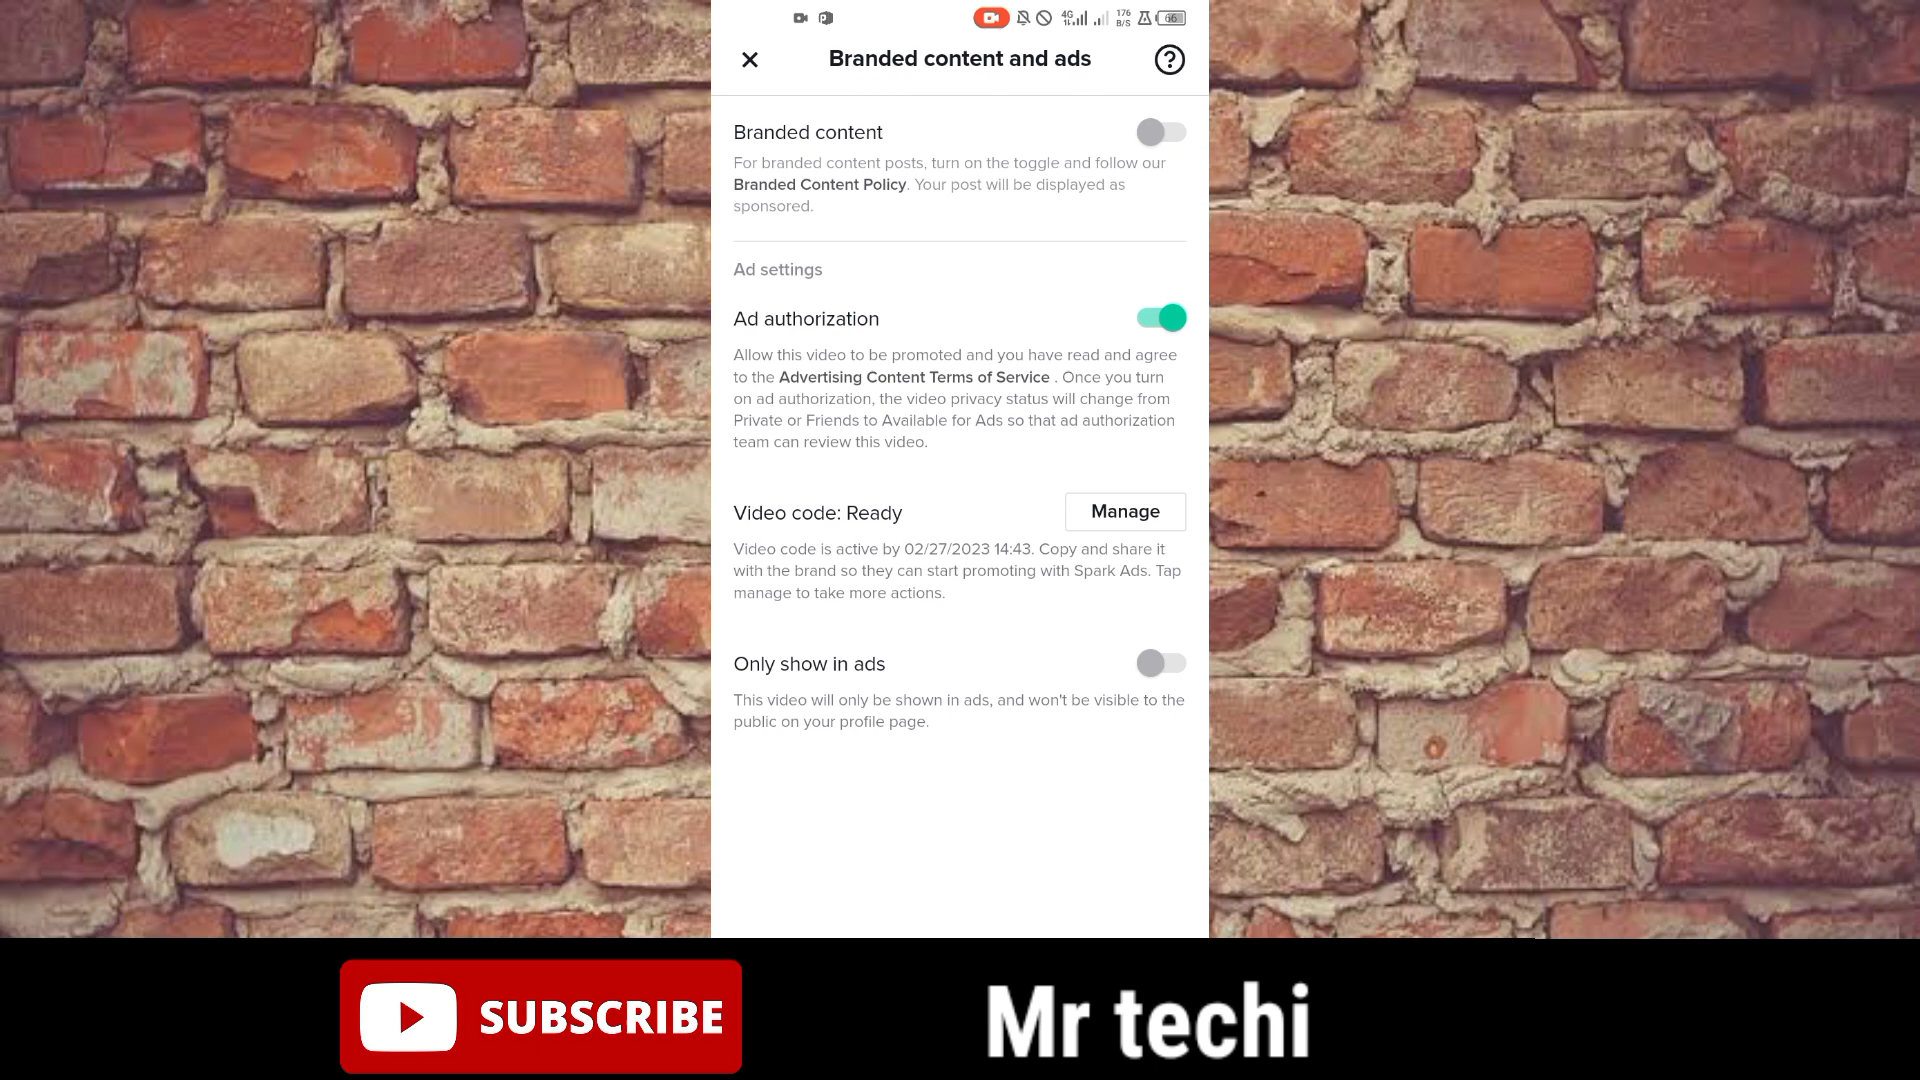 4G
176
B/S
66
Branded content and ads
Branded content
For branded content posts, turn on the toggle and follow our
Branded Content Policy. Your post will be displayed as
sponsored.
Ad settings
Ad authorization
Allow this video to be promoted and you have read and agree
to the Advertising Content Terms of Service . Once you turn
on ad authorization, the video privacy status will change from
Private or Friends to Available for Ads so that ad authorization
team can review this video.
Video code: Ready
Manage
Video code is active by 02/27/2023 14:43. Copy and share it
with the brand so they can start promoting with Spark Ads. Tap
manage to take more actions.
Only show in ads
This video will only be shown in ads, and won't be visible to the
public on your profile page.
SUBSCRIBE
Mr techi